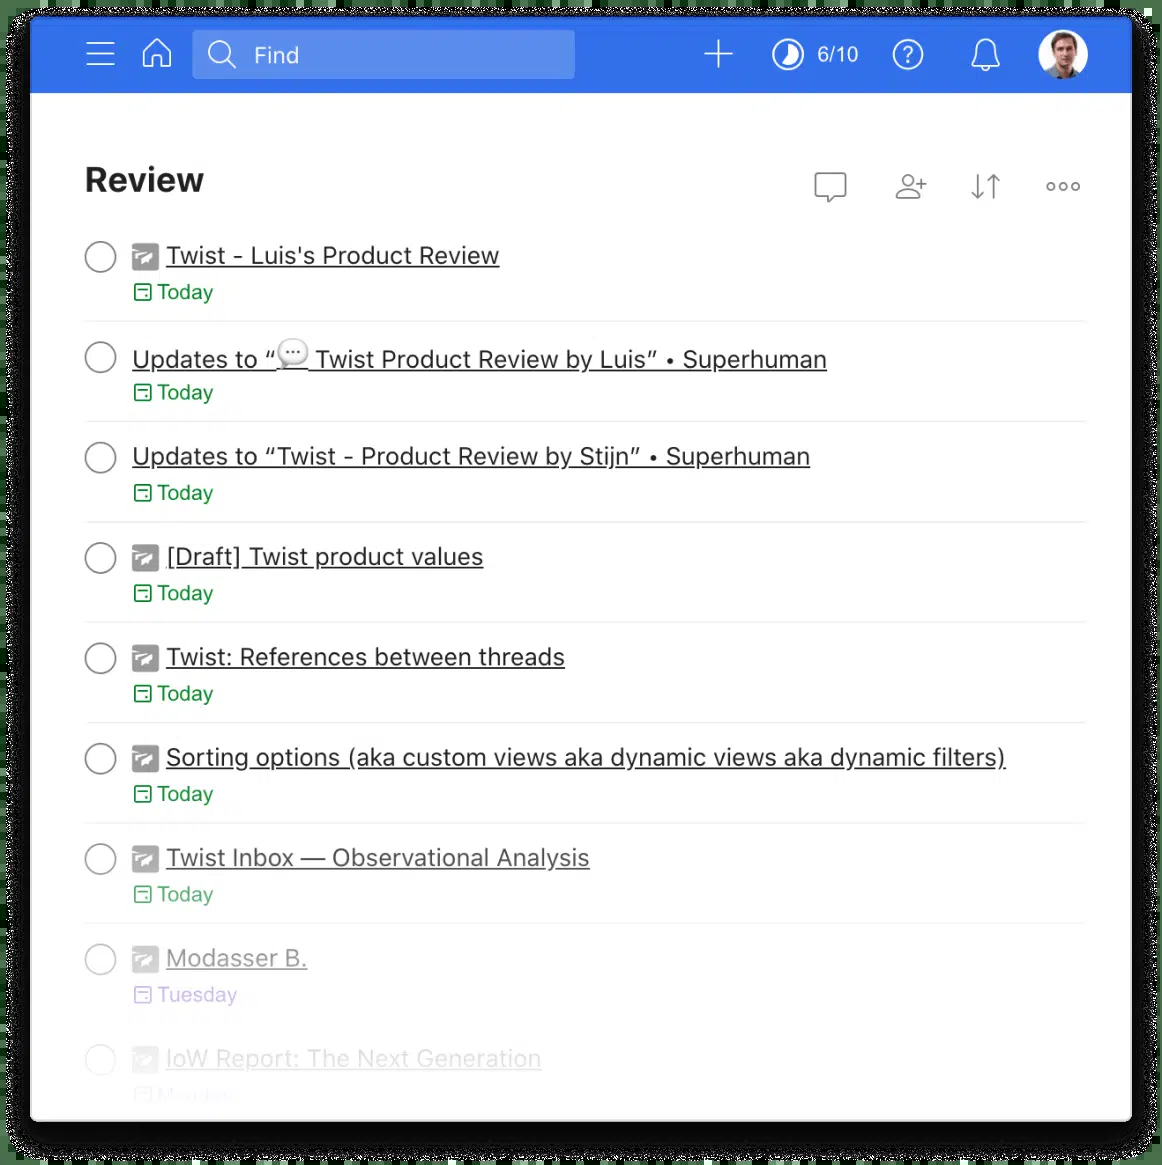 Find
6/10
Review
Twist - Luis's Product Review
Today
Updates to “💬 Twist Product Review by Luis” • Superhuman
Today
Updates to “Twist - Product Review by Stijn” • Superhuman
Today
[Draft] Twist product values
Today
Twist: References between threads
Today
Sorting options (aka custom views aka dynamic views aka dynamic filters)
Today
Twist Inbox — Observational Analysis
Today
Modasser B.
Tuesday
IoW Report: The Next Generation